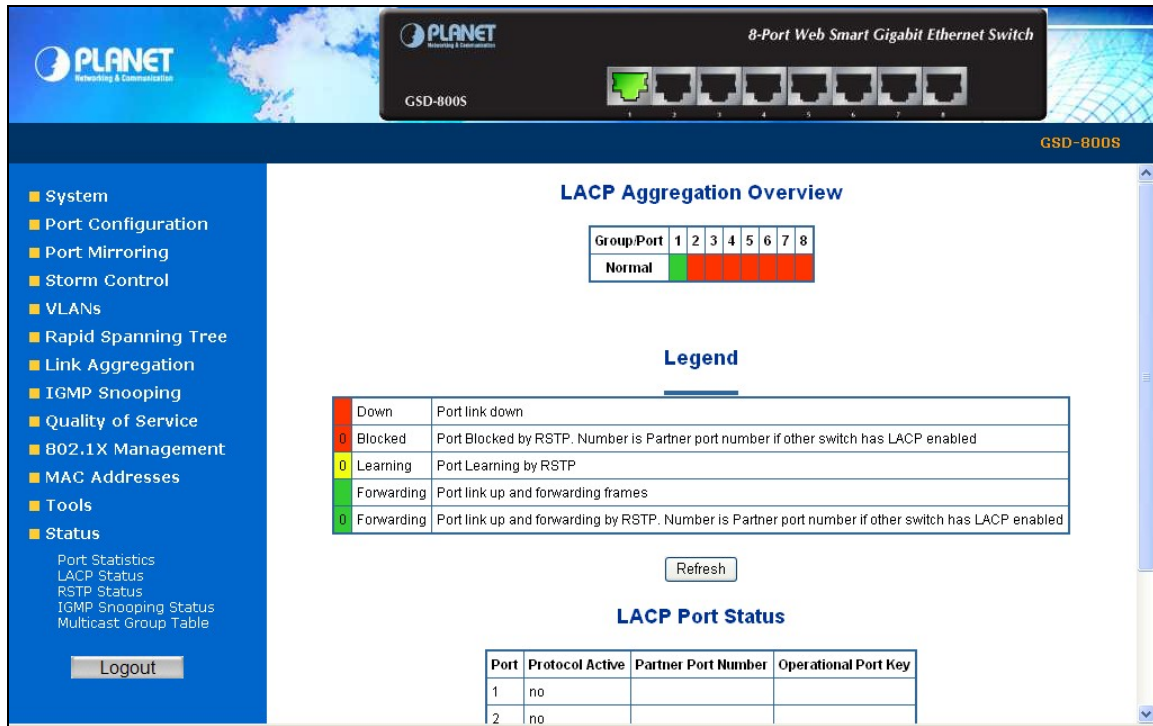 PLANET
Networking & Communication
PLANET
Networking & Communication
8-Port Web Smart Gigabit Ethernet Switch
GSD-800S
1 2 3 4 5 6 7 8
GSD-800S
System
Port Configuration
Port Mirroring
Storm Control
VLANs
Rapid Spanning Tree
Link Aggregation
IGMP Snooping
Quality of Service
802.1X Management
MAC Addresses
Tools
Status
Port Statistics
LACP Status
RSTP Status
IGMP Snooping Status
Multicast Group Table
Logout
LACP Aggregation Overview
Group/Port 1 2 3 4 5 6 7 8
Normal
Legend
Down Port link down
0 Blocked Port Blocked by RSTP. Number is Partner port number if other switch has LACP enabled
0 Learning Port Learning by RSTP
Forwarding Port link up and forwarding frames
0 Forwarding Port link up and forwarding by RSTP. Number is Partner port number if other switch has LACP enabled
Refresh
LACP Port Status
Port Protocol Active Partner Port Number Operational Port Key
1 no
2 no